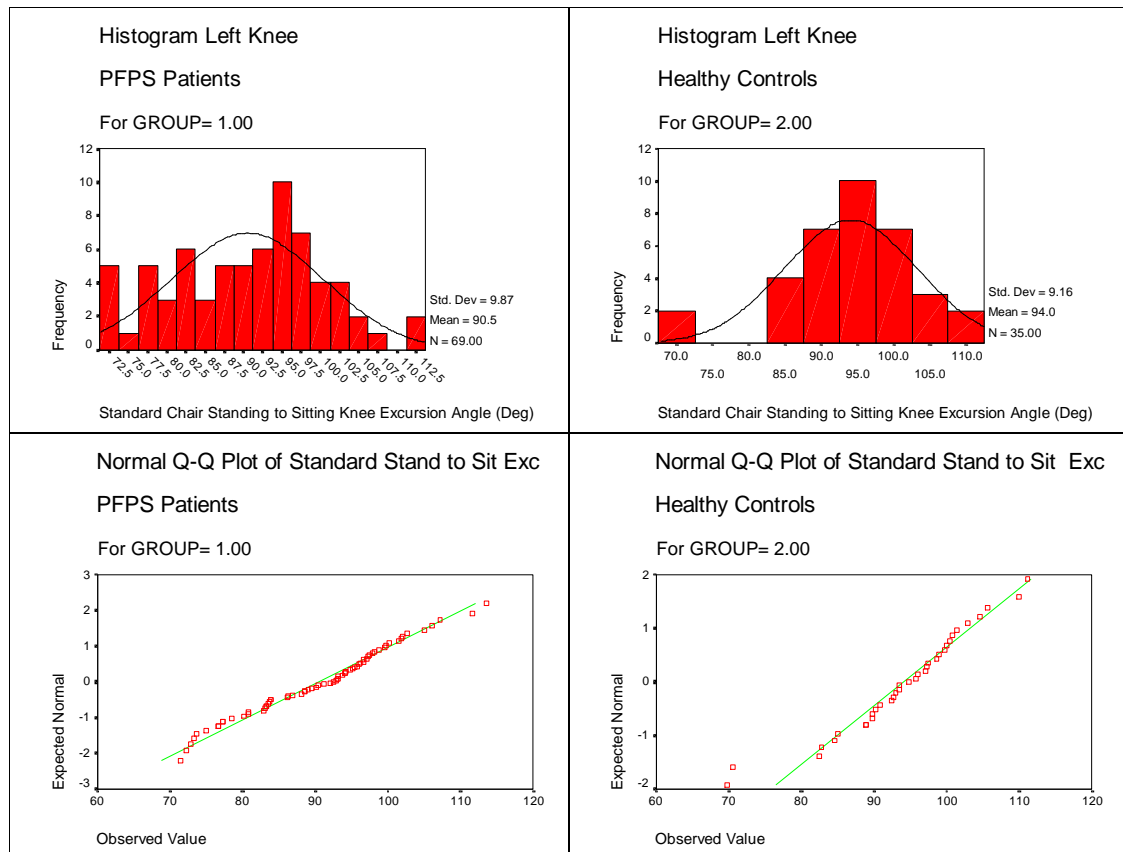 Histogram Left Knee
PFPS Patients
For GROUP= 1.00
12
10
8
6
4
2
0
Frequency
72.5
75.0
77.5
80.0
82.5
85.0
87.5
90.0
92.5
95.0
97.5
100.0
102.5
105.0
107.5
110.0
112.5
Std. Dev = 9.87
Mean = 90.5
N = 69.00
Standard Chair Standing to Sitting Knee Excursion Angle (Deg)
Histogram Left Knee
Healthy Controls
For GROUP= 2.00
12
10
8
6
4
2
0
Frequency
70.0
75.0
85.0
90.0
95.0
100.0
105.0
110.0
Std. Dev = 9.16
Mean = 94.0
N = 35.00
Standard Chair Standing to Sitting Knee Excursion Angle (Deg)
Normal Q-Q Plot of Standard Stand to Sit Exc
PFPS Patients
For GROUP= 1.00
3
2
1
0
-1
-2
-3
Expected Normal
60
70
80
90
100
110
120
Observed Value
Normal Q-Q Plot of Standard Stand to Sit Exc
Healthy Controls
For GROUP= 2.00
2
1
0
-1
-2
Expected Normal
60
70
80
90
100
110
120
Observed Value